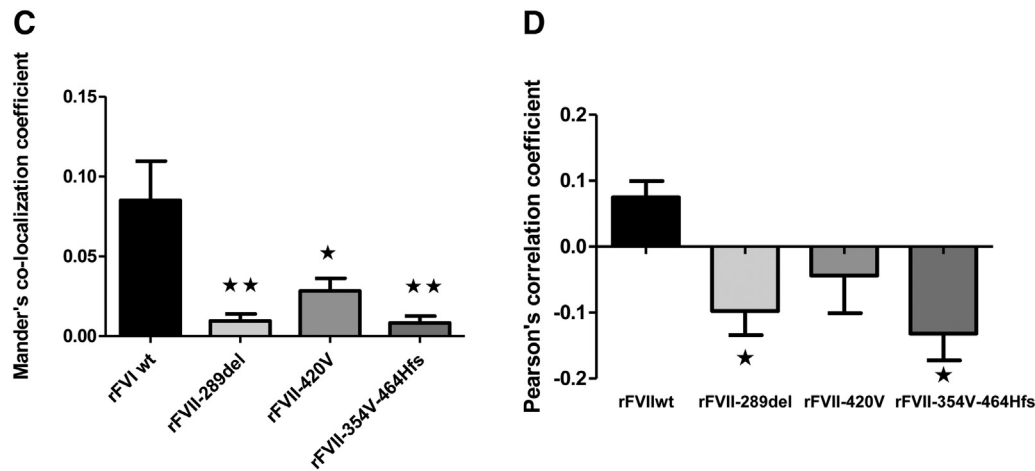 C
Mander's co-localization coefficient
0.15
0.10
0.05
0.00
★★
★
★★
rFVI wt
rFVII-289del
rFVII-420V
rFVII-354V-464Hfs
D
Pearson's correlation coefficient
0.2
0.1
0.0
-0.1
-0.2
★
★
rFVIIwt
rFVII-289del
rFVII-420V
rFVII-354V-464Hfs